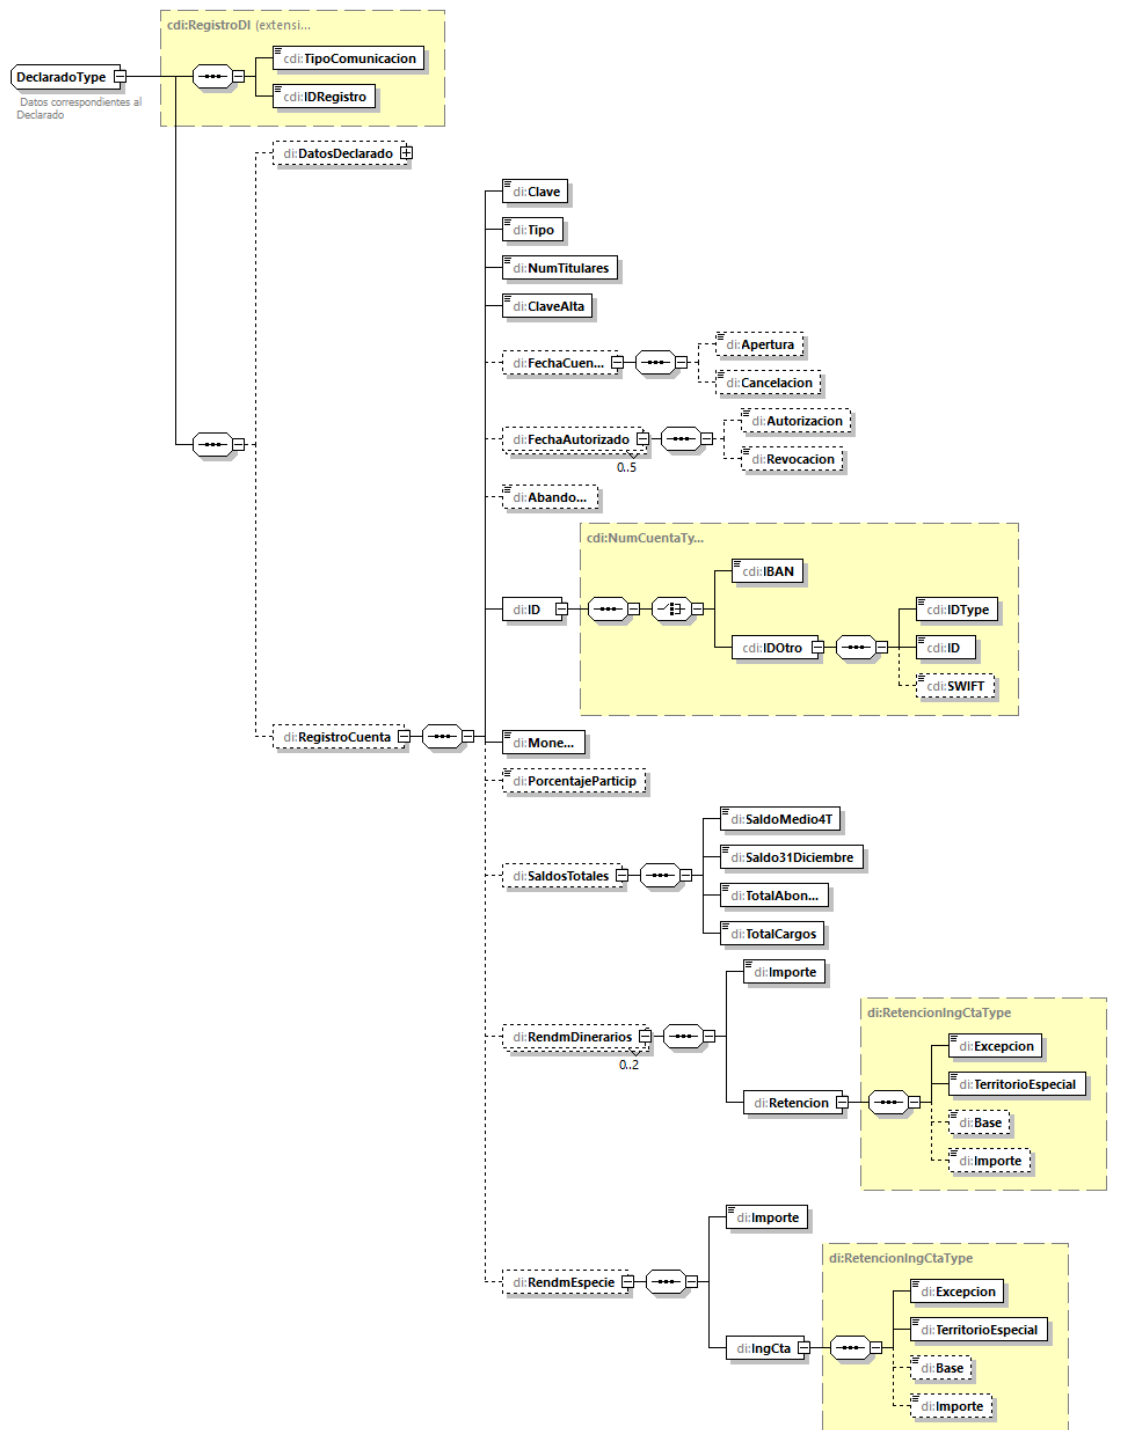 cdi:RegistroDI (extensi...
DeclaradoType
Datos correspondientes al
Declarado
cdi:TipoComunicacion
cdi:IDRegistro
di:DatosDeclarado
di:Clave
di:Tipo
di:NumTitulares
di:ClaveAlta
di:FechaCuen...
di:Apertura
di:Cancelacion
di:FechaAutorizado
0..5
di:Autorizacion
di:Revocacion
di:Abando...
cdi:NumCuentaTy...
di:ID
cdi:IBAN
cdi:IDOtro
cdi:IDType
cdi:ID
cdi:SWIFT
di:RegistroCuenta
di:Mone...
di:PorcentajeParticip
di:SaldosTotales
di:SaldoMedio4T
di:Saldo31Diciembre
di:TotalAbon...
di:TotalCargos
di:RendmDinerarios
0..2
di:Importe
di:Retencion
di:RetencionIngCtaType
di:Excepcion
di:TerritorioEspecial
di:Base
di:Importe
di:RendmEspecie
di:Importe
di:IngCta
di:RetencionIngCtaType
di:Excepcion
di:TerritorioEspecial
di:Base
di:Importe